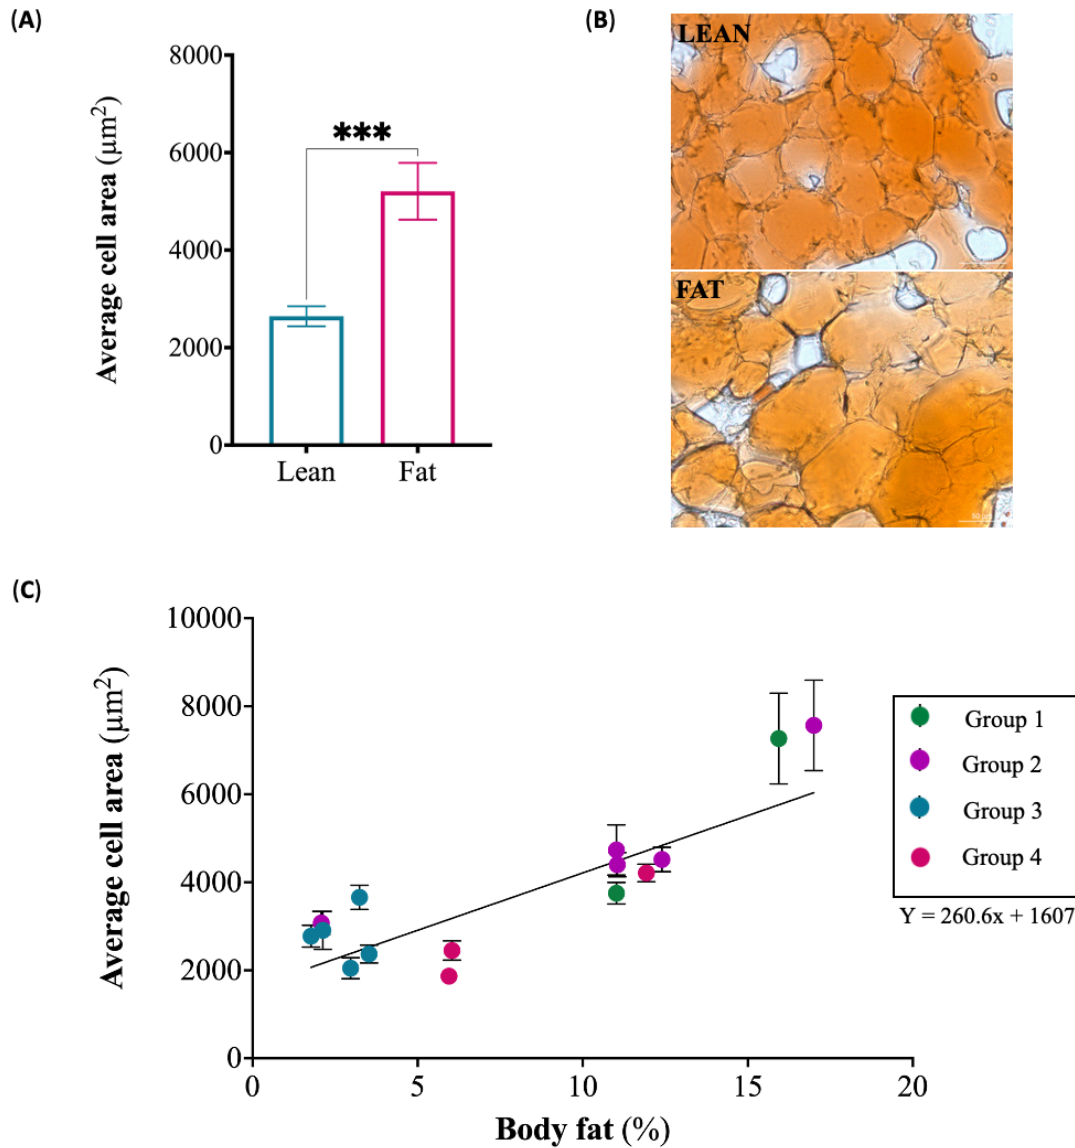 (A)
8000
6000
4000
2000
0
Average cell area (μm²)
***
Lean
Fat
(B)
LEAN
FAT
(C)
10000
8000
6000
4000
2000
0
Average cell area (μm²)
0 5 10 15 20
Body fat (%)
Group 1
Group 2
Group 3
Group 4
Y = 260.6x + 1607